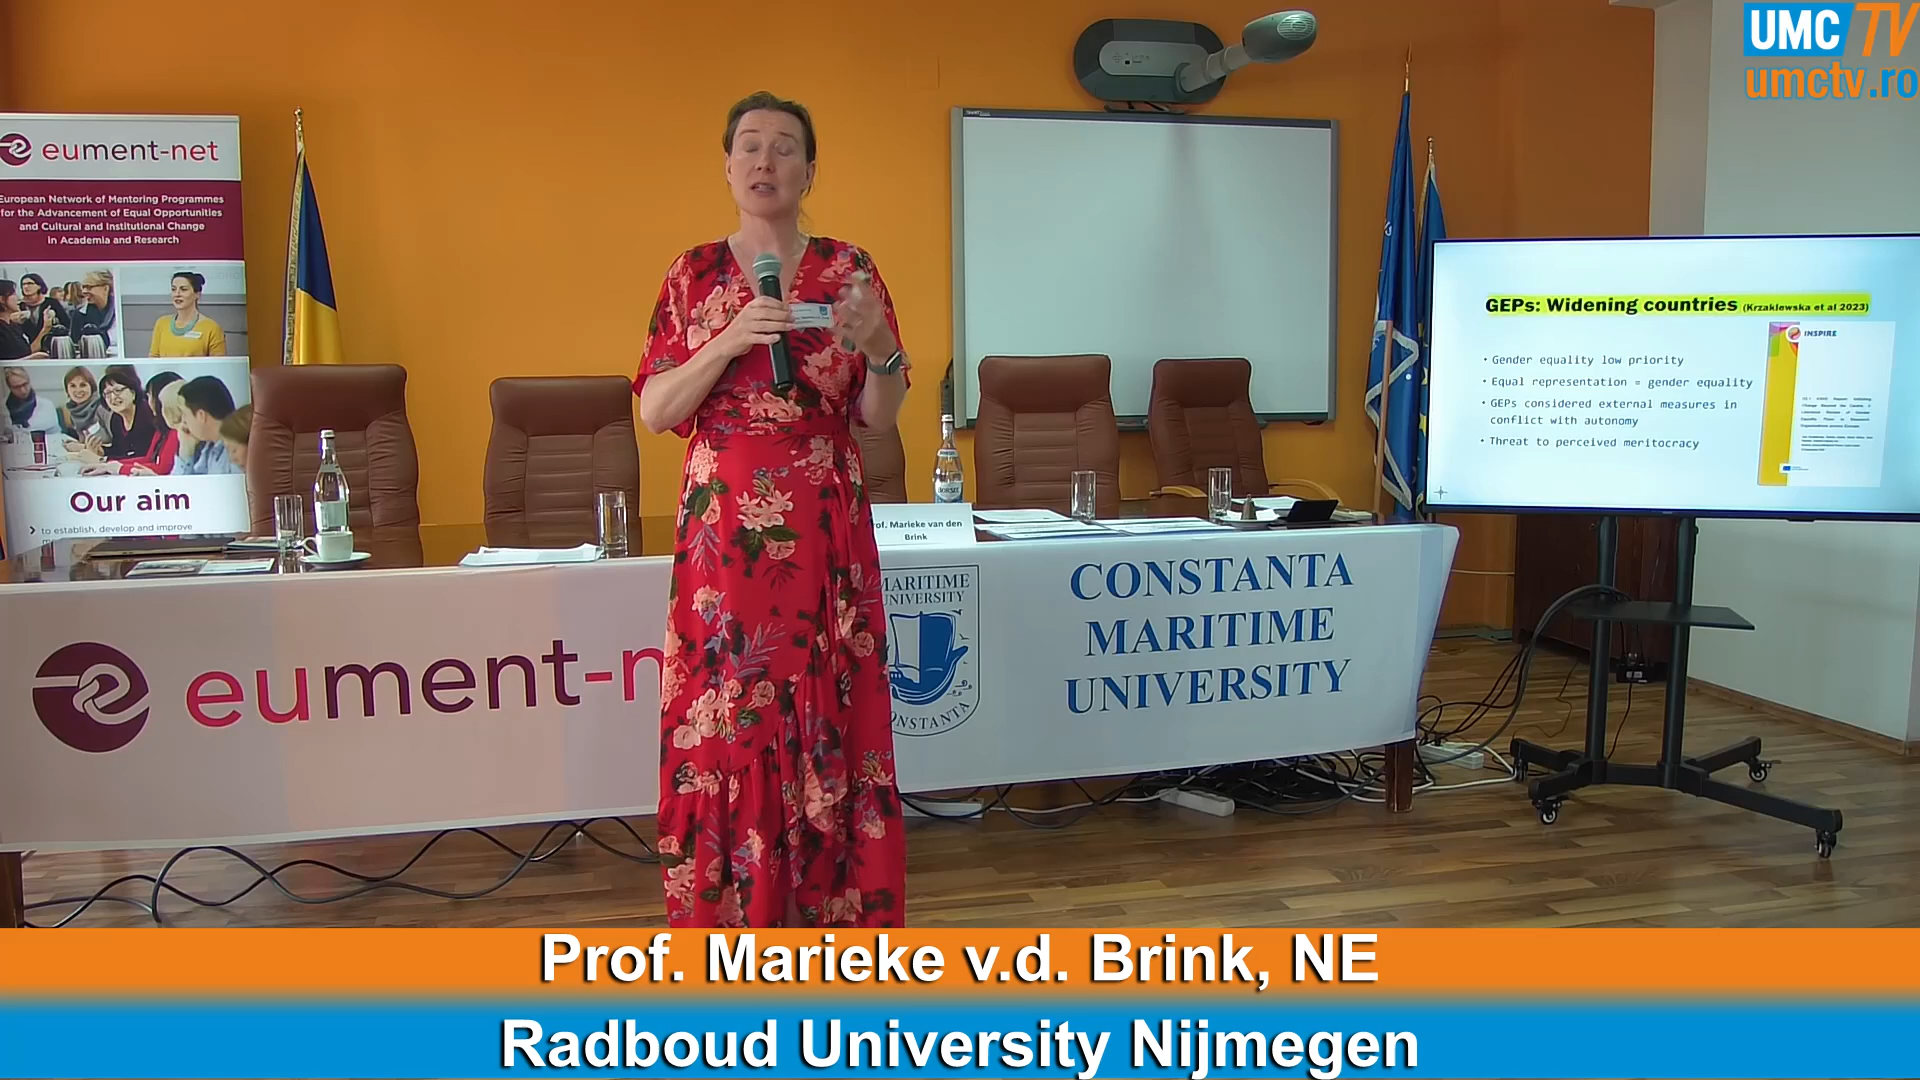 UMC TV
umctv.ro
eument-net
European Network of Mentoring Programmes
for the Advancement of Equal Opportunities
and Cultural and Institutional Change
in Academia and Research
Our aim
to establish, develop and improve
GEPs: Widening countries (Krzaklewska et al 2023)
INSPIRE
• Gender equality low priority
• Equal representation = gender equality
• GEPs considered external measures in
conflict with autonomy
• Threat to perceived meritocracy
rof. Marieke van den
Brink
eument-n
MARITIME
UNIVERSITY
ONSTANTA
CONSTANTA
MARITIME
UNIVERSITY
Prof. Marieke v.d. Brink, NE
Radboud University Nijmegen